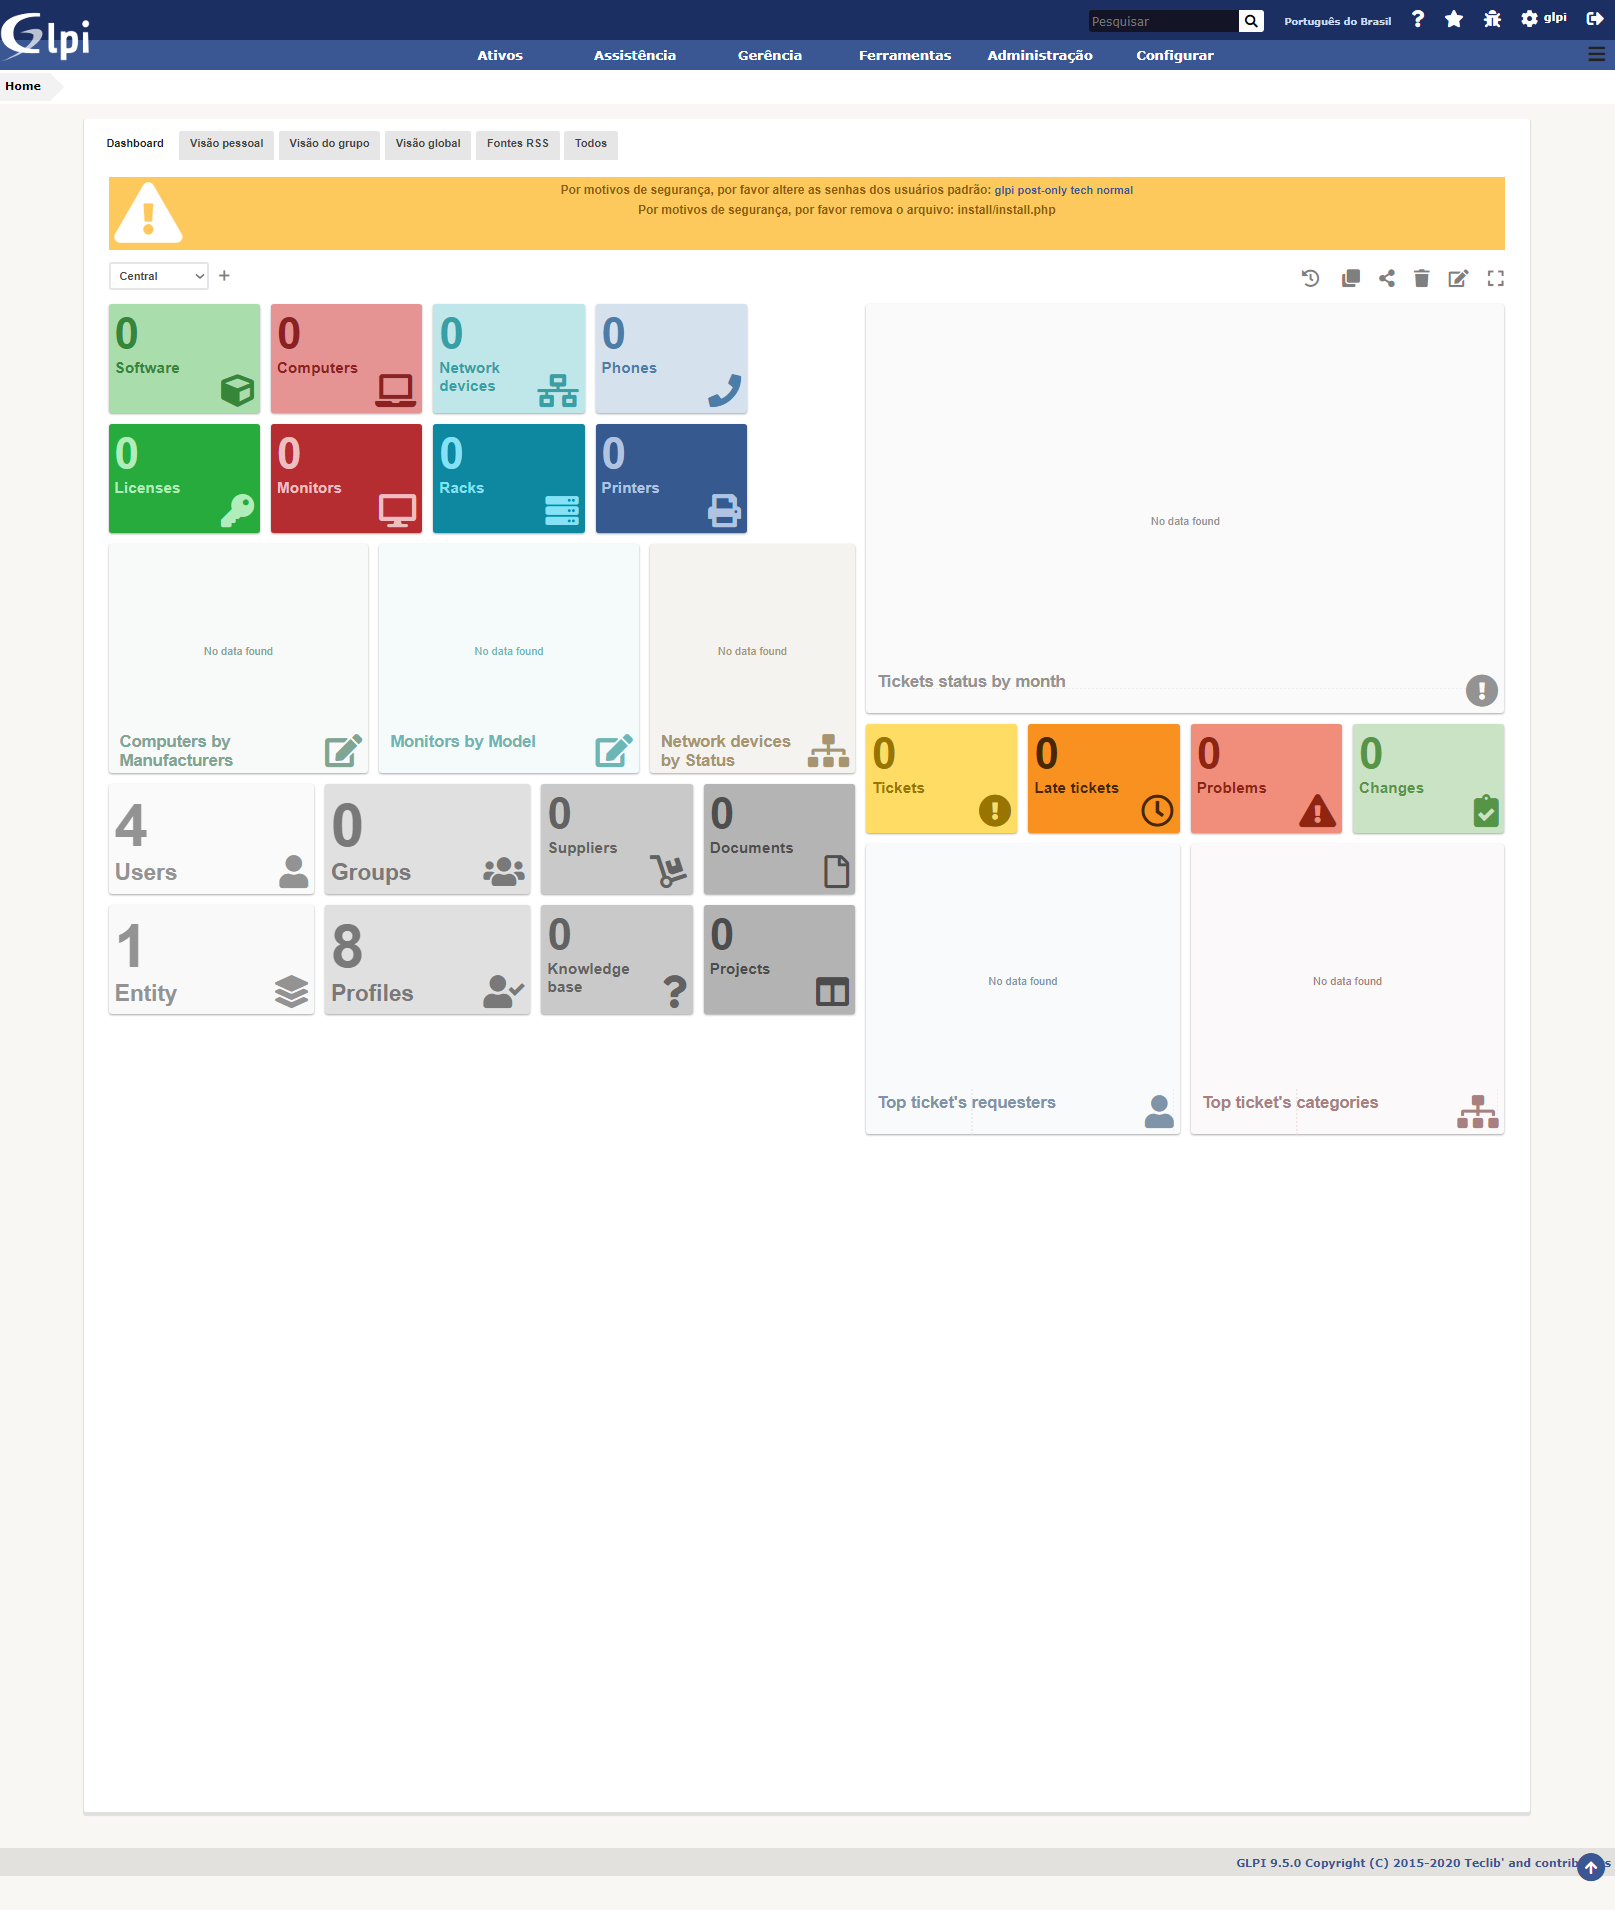 Glpi
Pesquisar
Português do Brasil
glpi
Ativos
Assistência
Gerência
Ferramentas
Administração
Configurar
Home
Dashboard
Visão pessoal
Visão do grupo
Visão global
Fontes RSS
Todos
Por motivos de segurança, por favor altere as senhas dos usuários padrão: glpi post-only tech normal
Por motivos de segurança, por favor remova o arquivo: install/install.php
Central
0
Software
0
Computers
0
Network
devices
0
Phones
0
Licenses
0
Monitors
0
Racks
0
Printers
No data found
Tickets status by month
No data found
Computers by
Manufacturers
No data found
Monitors by Model
No data found
Network devices
by Status
0
Tickets
0
Late tickets
0
Problems
0
Changes
4
Users
0
Groups
0
Suppliers
0
Documents
1
Entity
8
Profiles
0
Knowledge
base
0
Projects
No data found
Top ticket's requesters
No data found
Top ticket's categories
GLPI 9.5.0 Copyright (C) 2015-2020 Teclib' and